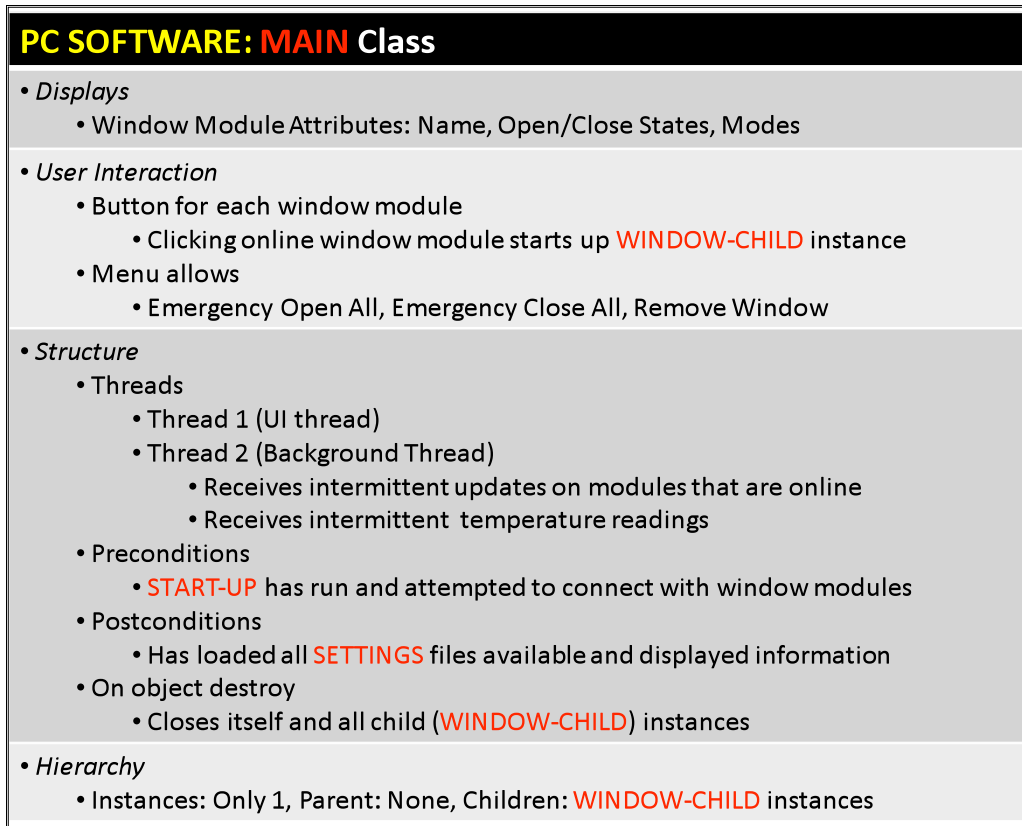 PC SOFTWARE: MAIN Class
• Displays
• Window Module Attributes: Name, Open/Close States, Modes
• User Interaction
• Button for each window module
• Clicking online window module starts up WINDOW-CHILD instance
• Menu allows
• Emergency Open All, Emergency Close All, Remove Window
• Structure
• Threads
• Thread 1 (UI thread)
• Thread 2 (Background Thread)
• Receives intermittent updates on modules that are online
• Receives intermittent temperature readings
• Preconditions
• START-UP has run and attempted to connect with window modules
• Postconditions
• Has loaded all SETTINGS files available and displayed information
• On object destroy
• Closes itself and all child (WINDOW-CHILD) instances
• Hierarchy
• Instances: Only 1, Parent: None, Children: WINDOW-CHILD instances